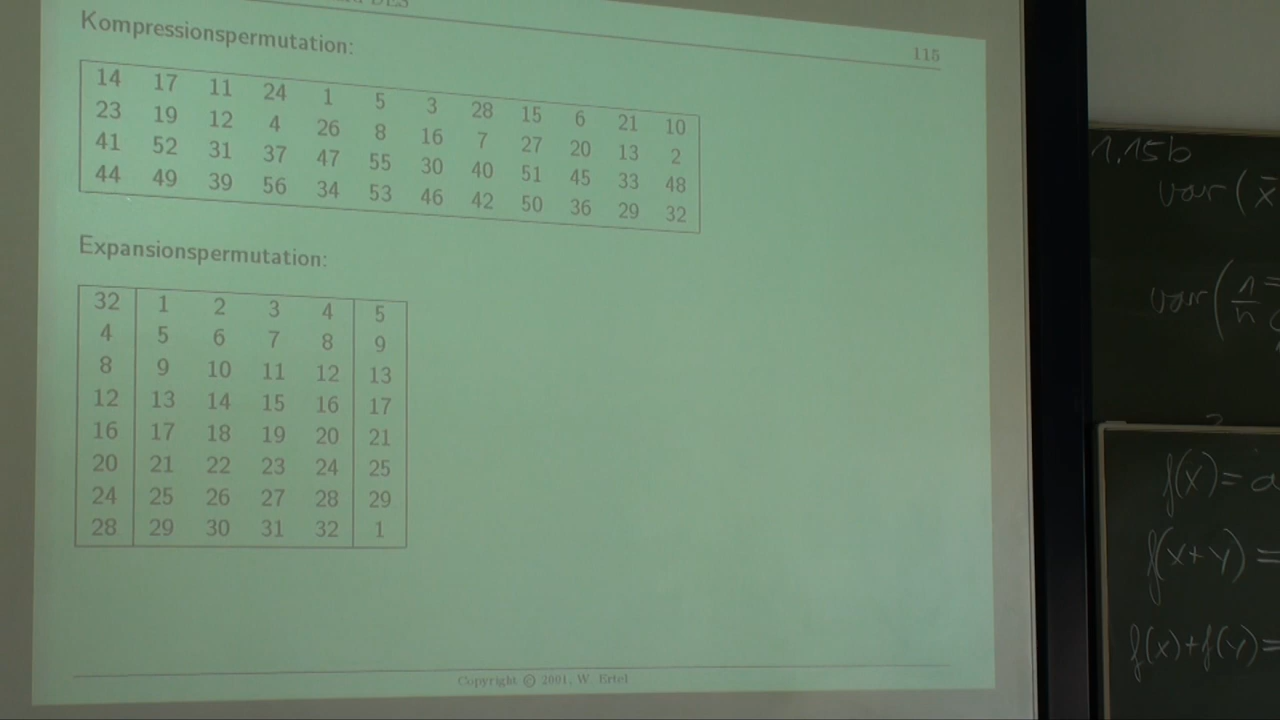 DES
115
Kompressionspermutation:
14 17 11 24 1 5 3 28 15 6 21 10
23 19 12 4 26 8 16 7 27 20 13 2
41 52 31 37 47 55 30 40 51 45 33 48
44 49 39 56 34 53 46 42 50 36 29 32
Expansionspermutation:
32 1 2 3 4 5
4 5 6 7 8 9
8 9 10 11 12 13
12 13 14 15 16 17
16 17 18 19 20 21
20 21 22 23 24 25
24 25 26 27 28 29
28 29 30 31 32 1
Copyright © 2001, W. Ertel
1.15b
var(x̄
var(1/n
f(x)= a
f(x+y)=
f(x)+f(y)=